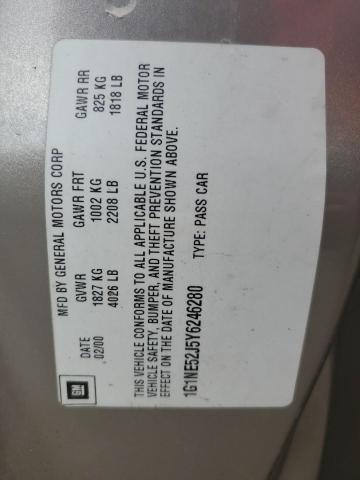 MFD BY GENERAL MOTORS CORP
DATE GVWR GAWR FRT GAWR RR
02/00 1827 KG 1002 KG 825 KG
4026 LB 2208 LB 1818 LB
THIS VEHICLE CONFORMS TO ALL APPLICABLE U.S. FEDERAL MOTOR
VEHICLE SAFETY, BUMPER, AND THEFT PREVENTION STANDARDS IN
EFFECT ON THE DATE OF MANUFACTURE SHOWN ABOVE.
1G1NE52J5Y6246280 TYPE: PASS CAR
GM